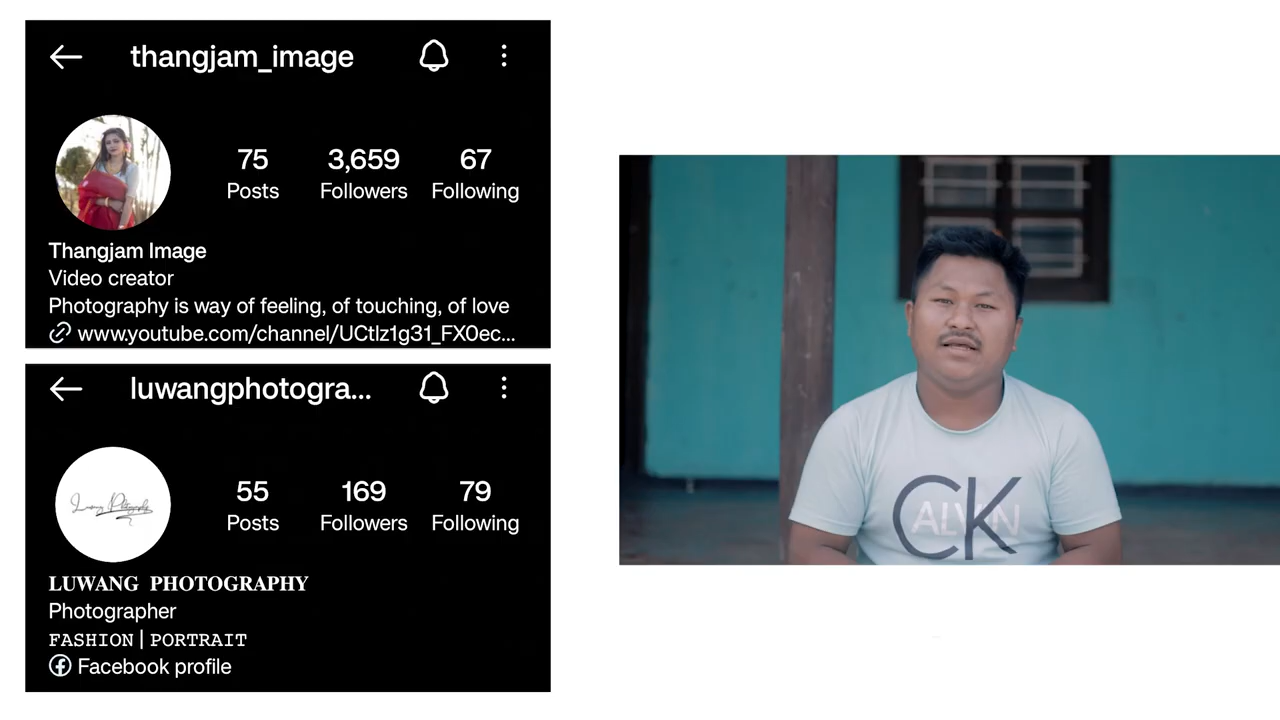 thangjam_image
75 3,659 67
Posts Followers Following
Thangjam Image
Video creator
Photography is way of feeling, of touching, of love
www.youtube.com/channel/UCtlz1g31_FX0ec...
luwangphotogra...
Luwang Photography
55 169 79
Posts Followers Following
LUWANG PHOTOGRAPHY
Photographer
FASHION | PORTRAIT
Facebook profile
CK
CALVIN